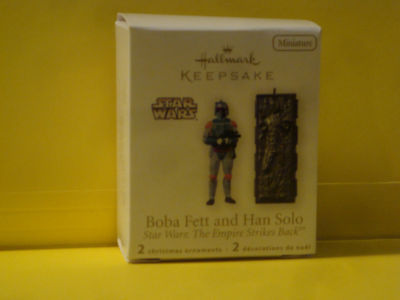 Miniature
Hallmark
KEEPSAKE
STAR
WARS
Boba Fett and Han Solo
Star Wars: The Empire Strikes Back™
2 christmas ornaments · 2 décorations de noël